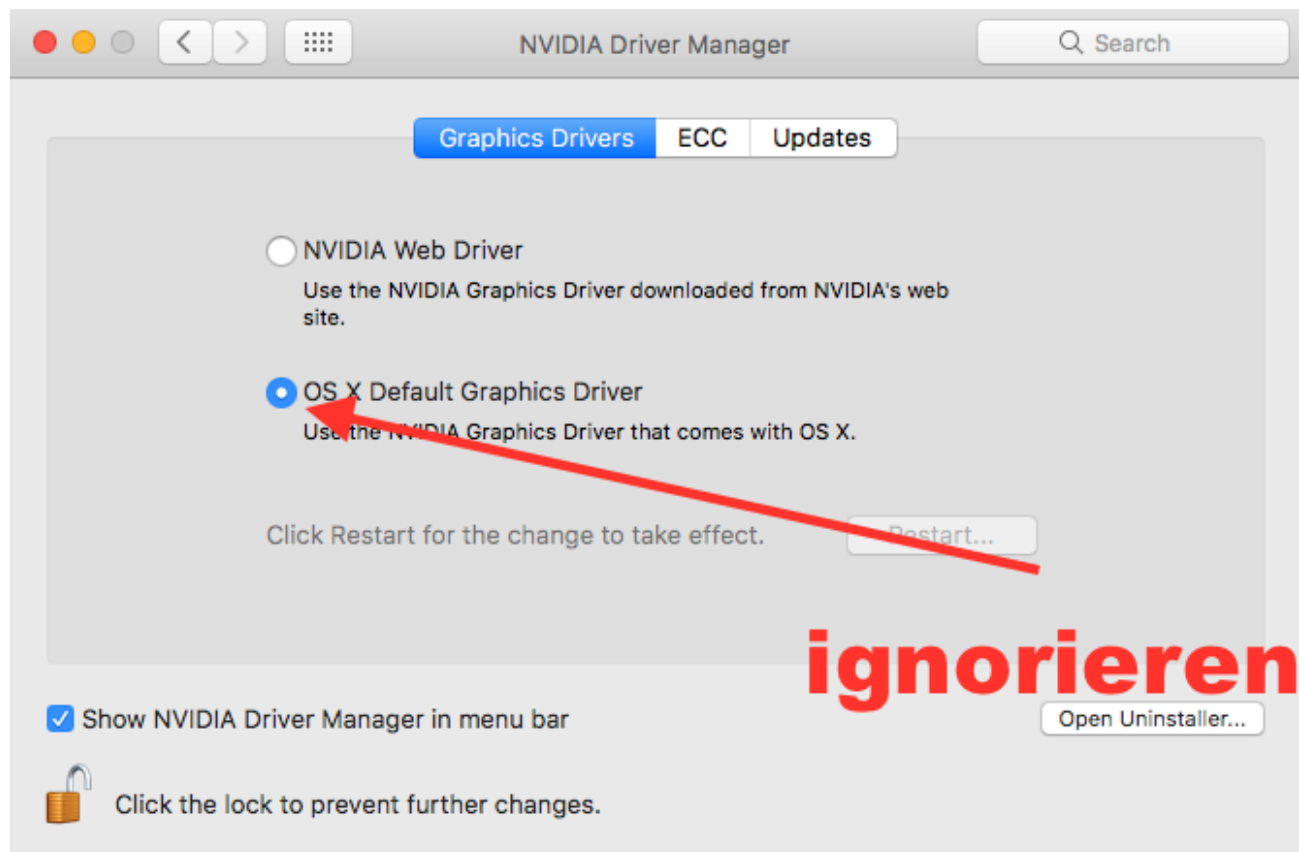 NVIDIA Driver Manager
Search
Graphics Drivers
ECC
Updates
NVIDIA Web Driver
Use the NVIDIA Graphics Driver downloaded from NVIDIA's web
site.
OS X Default Graphics Driver
Use the NVIDIA Graphics Driver that comes with OS X.
Click Restart for the change to take effect.
Restart...
ignorieren
Show NVIDIA Driver Manager in menu bar
Open Uninstaller...
Click the lock to prevent further changes.